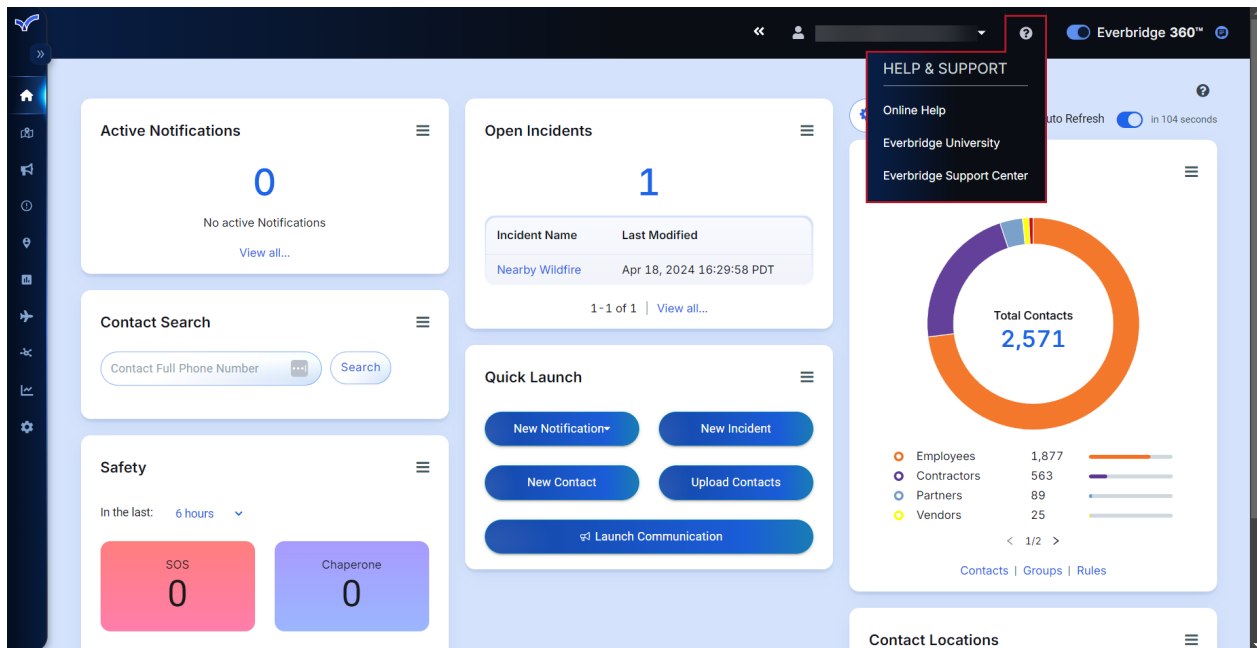 Everbridge 360™
HELP & SUPPORT
Online Help
Everbridge University
Everbridge Support Center
uto Refresh
in 104 seconds
Active Notifications
0
No active Notifications
View all...
Open Incidents
1
Incident Name Last Modified
Nearby Wildfire Apr 18, 2024 16:29:58 PDT
1-1 of 1 | View all...
Contact Search
Contact Full Phone Number
Search
Quick Launch
New Notification
New Incident
New Contact
Upload Contacts
Launch Communication
Safety
In the last: 6 hours
SOS
0
Chaperone
0
Total Contacts
2,571
Employees 1,877
Contractors 563
Partners 89
Vendors 25
< 1/2 >
Contacts | Groups | Rules
Contact Locations